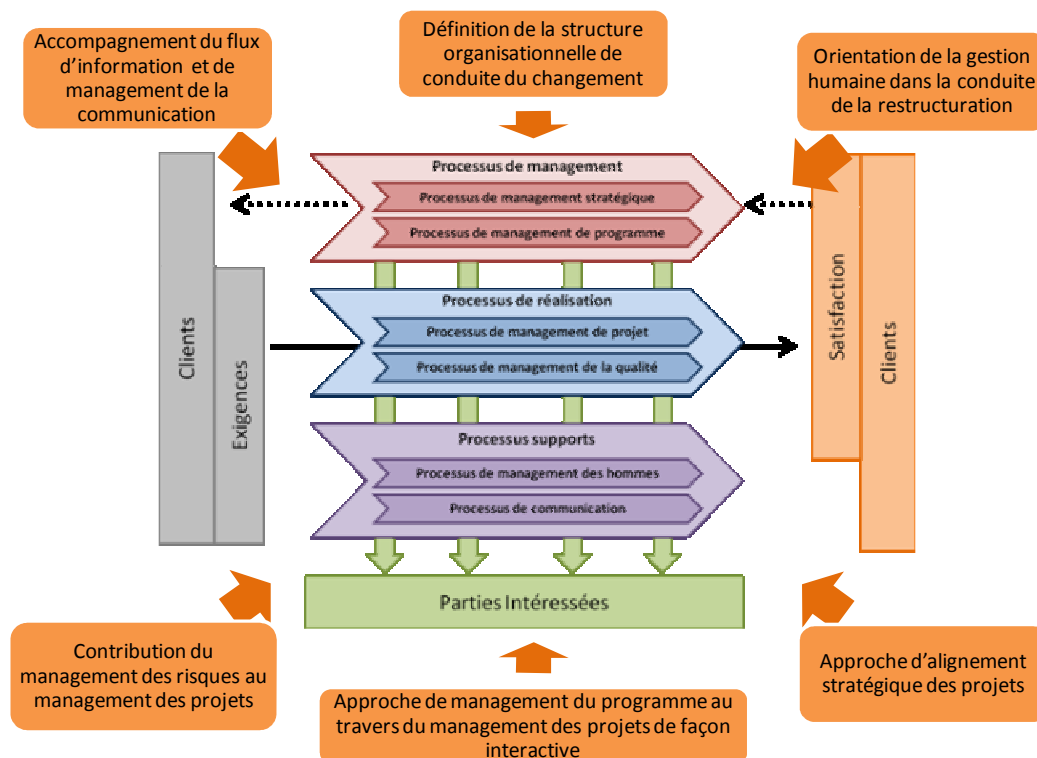 Accompagnement du flux
d’information et de
management de la
communication
Définition de la structure
organisationnelle de
conduite du changement
Orientation de la gestion
humaine dans la conduite
de la restructuration
Processus de management
Processus de management stratégique
Processus de management de programme
Processus de réalisation
Processus de management de projet
Processus de management de la qualité
Processus supports
Processus de management des hommes
Processus de communication
Clients
Exigences
Satisfaction
Clients
Parties Intéressées
Contribution du
management des risques au
management des projets
Approche de management du programme au
travers du management des projets de façon
interactive
Approche d’alignement
stratégique des projets